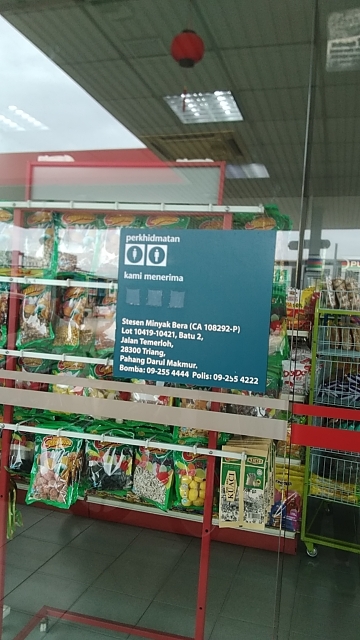 perkhidmatan
kami menerima
Stesen Minyak Bera (CA 108292-P)
Lot 10419-10421, Batu 2,
Jalan Temerloh,
28300 Triang,
Pahang Darul Makmur.
Bomba: 09-255 4444 Polis: 09-255 4222